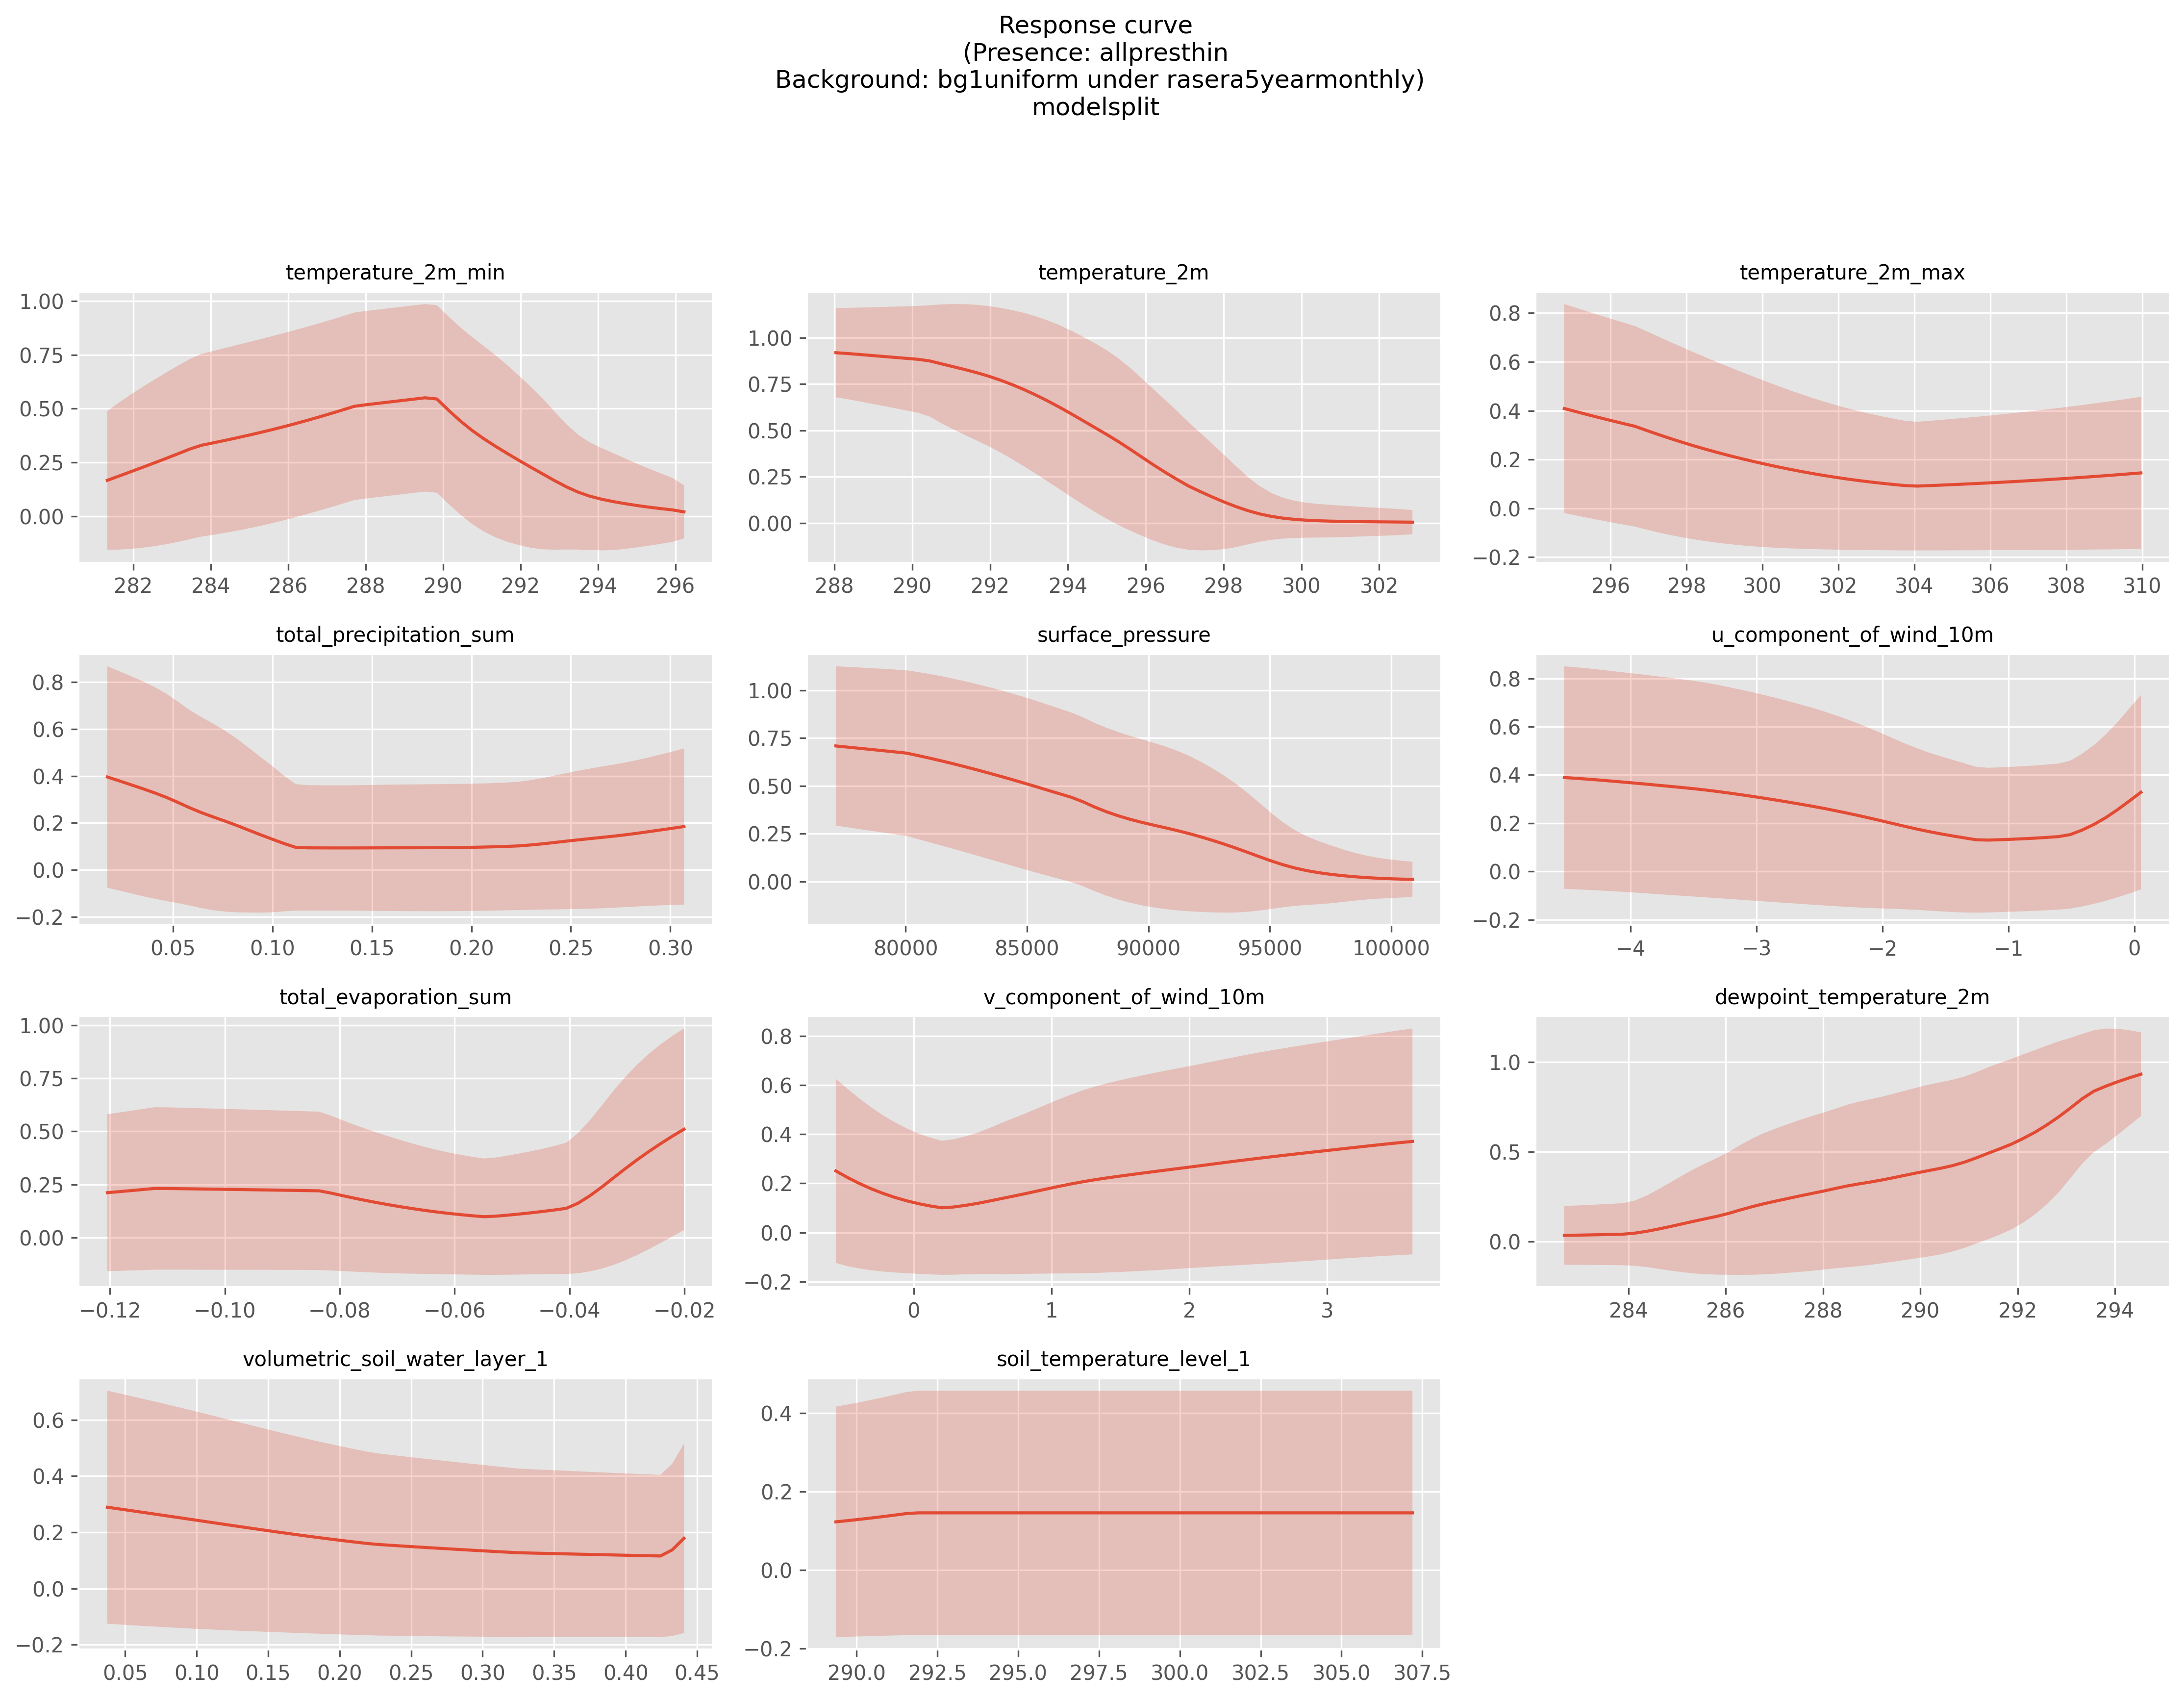 Response curve
(Presence: allpresthin
Background: bg1uniform under rasera5yearmonthly)
modelsplit
temperature_2m_min
1.00
0.75
0.50
0.25
0.00
282 284 286 288 290 292 294 296
temperature_2m
1.00
0.75
0.50
0.25
0.00
288 290 292 294 296 298 300 302
temperature_2m_max
0.8
0.6
0.4
0.2
0.0
−0.2
296 298 300 302 304 306 308 310
total_precipitation_sum
0.8
0.6
0.4
0.2
0.0
−0.2
0.05 0.10 0.15 0.20 0.25 0.30
surface_pressure
1.00
0.75
0.50
0.25
0.00
80000 85000 90000 95000 100000
u_component_of_wind_10m
0.8
0.6
0.4
0.2
0.0
−0.2
−4 −3 −2 −1 0
total_evaporation_sum
1.00
0.75
0.50
0.25
0.00
−0.12 −0.10 −0.08 −0.06 −0.04 −0.02
v_component_of_wind_10m
0.8
0.6
0.4
0.2
0.0
−0.2
0 1 2 3
dewpoint_temperature_2m
1.0
0.5
0.0
284 286 288 290 292 294
volumetric_soil_water_layer_1
0.6
0.4
0.2
0.0
−0.2
0.05 0.10 0.15 0.20 0.25 0.30 0.35 0.40 0.45
soil_temperature_level_1
0.4
0.2
0.0
−0.2
290.0 292.5 295.0 297.5 300.0 302.5 305.0 307.5